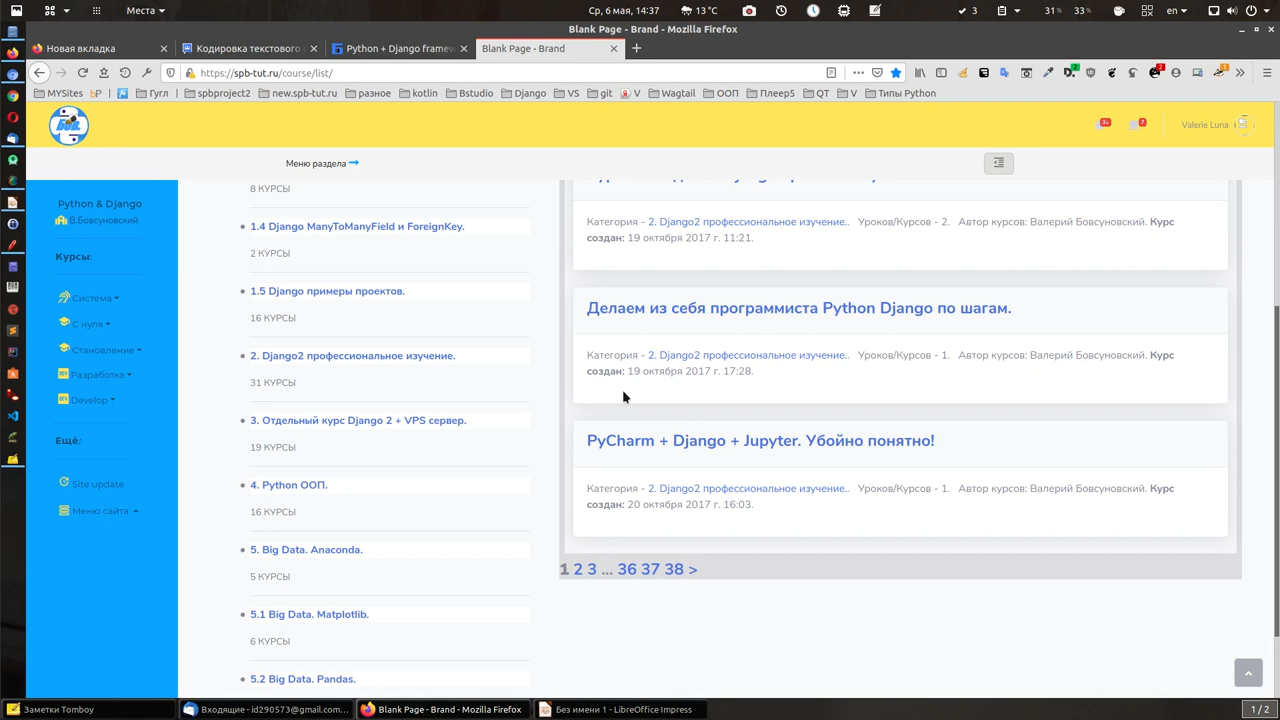 Места
Ср, 6 мая, 14:37
13°C
3
31%
33%
en
Blank Page - Brand - Mozilla Firefox
Новая вкладка
Кодировка текстового
Python + Django framew
Blank Page - Brand
https://spb-tut.ru/course/list/
MYSites
Гугл
spbproject2
new.spb-tut.ru
разное
kotlin
Bstudio
Django
VS
git
V
Wagtail
ООП
Плеер5
QT
V
Типы Python
Бов.
3+
7
Valerie Luna
Меню раздела
Python & Django
В.Бовсуновский
Курсы:
Система
С нуля
Становление
Разработка
Develop
Ещё:
Site update
Меню сайта
8 КУРСЫ
1.4 Django ManyToManyField и ForeignKey.
2 КУРСЫ
1.5 Django примеры проектов.
16 КУРСЫ
2. Django2 профессиональное изучение.
31 КУРСЫ
3. Отдельный курс Django 2 + VPS сервер.
19 КУРСЫ
4. Python ООП.
16 КУРСЫ
5. Big Data. Anaconda.
5 КУРСЫ
5.1 Big Data. Matplotlib.
6 КУРСЫ
5.2 Big Data. Pandas.
Категория - 2. Django2 профессиональное изучение.. Уроков/Курсов - 2. Автор курсов: Валерий Бовсуновский. Курс
создан: 19 октября 2017 г. 11:21.
Делаем из себя программиста Python Django по шагам.
Категория - 2. Django2 профессиональное изучение.. Уроков/Курсов - 1. Автор курсов: Валерий Бовсуновский. Курс
создан: 19 октября 2017 г. 17:28.
PyCharm + Django + Jupyter. Убойно понятно!
Категория - 2. Django2 профессиональное изучение.. Уроков/Курсов - 1. Автор курсов: Валерий Бовсуновский. Курс
создан: 20 октября 2017 г. 16:03.
1 2 3 ... 36 37 38 >
Заметки Tomboy
Входящие - id290573@gmail.com...
Blank Page - Brand - Mozilla Firefox
Без имени 1 - LibreOffice Impress
1 / 2